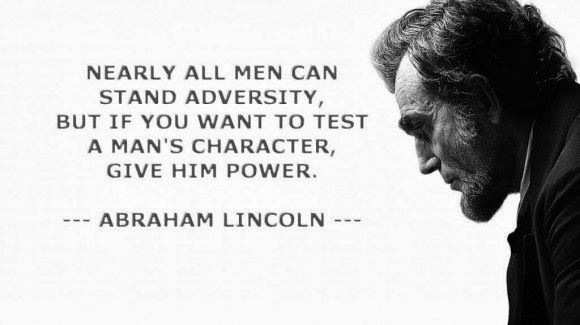 NEARLY ALL MEN CAN
STAND ADVERSITY,
BUT IF YOU WANT TO TEST
A MAN'S CHARACTER,
GIVE HIM POWER.
--- ABRAHAM LINCOLN ---